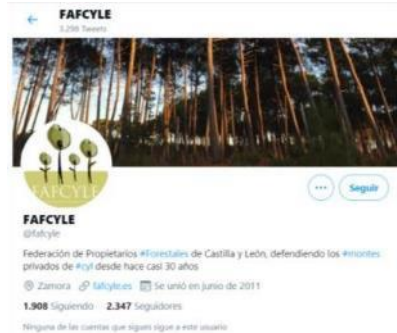 FAFCYLE
3.298 Tweets
FAFCYLE
Seguir
FAFCYLE
@fafcyle
Federación de Propietarios #Forestales de Castilla y León, defendiendo los #montes
privados de #cyl desde hace casi 30 años
Zamora fafcyle.es Se unió en junio de 2011
1.908 Siguiendo 2.347 Seguidores
Ninguna de las cuentas que sigues sigue a este usuario